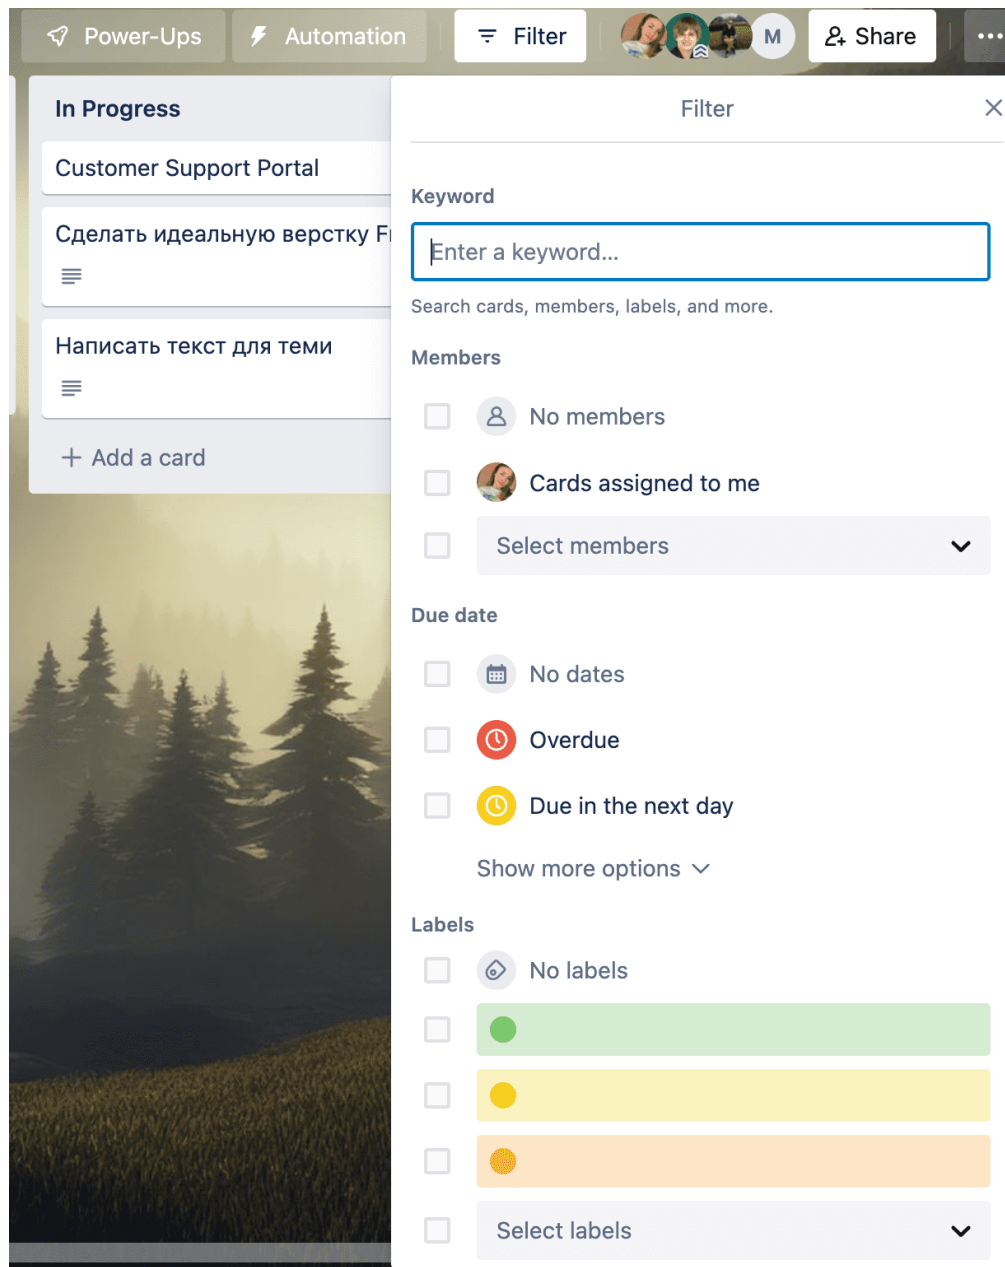 Power-Ups
Automation
Filter
M
Share
In Progress
Customer Support Portal
Сделать идеальную верстку
Написать текст для теми
+ Add a card
Filter
Keyword
Enter a keyword...
Search cards, members, labels, and more.
Members
No members
Cards assigned to me
Select members
Due date
No dates
Overdue
Due in the next day
Show more options
Labels
No labels
Select labels